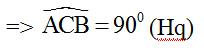 => ACB = 90⁰ (Hq)